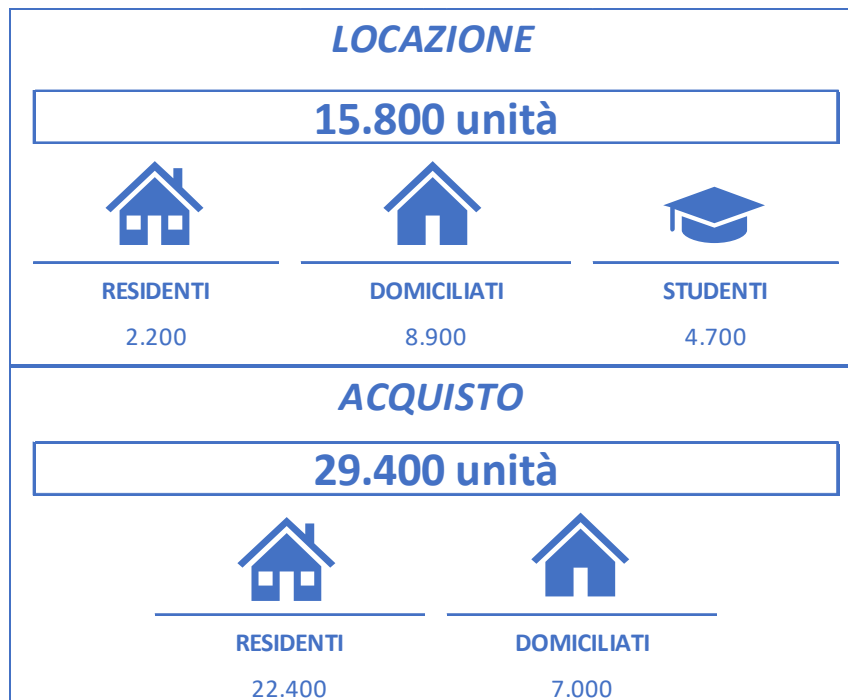 LOCAZIONE
15.800 unità
RESIDENTI DOMICILIATI STUDENTI
2.200 8.900 4.700
ACQUISTO
29.400 unità
RESIDENTI DOMICILIATI
22.400 7.000